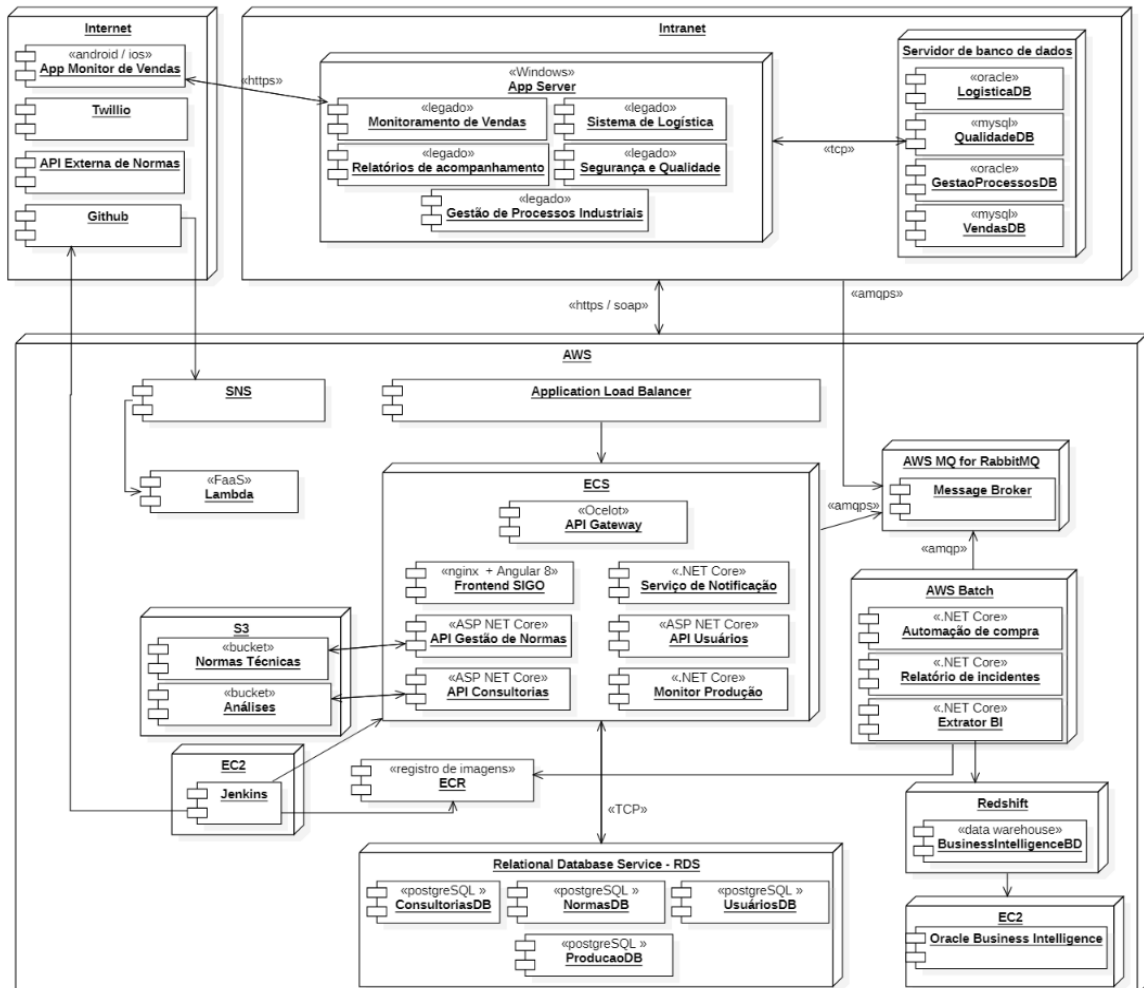 Internet
«android / ios»
App Monitor de Vendas
Twillio
API Externa de Normas
Github
«https»
Intranet
«Windows»
App Server
«legado»
Monitoramento de Vendas
«legado»
Sistema de Logística
«legado»
Relatórios de acompanhamento
«legado»
Segurança e Qualidade
«legado»
Gestão de Processos Industriais
«tcp»
Servidor de banco de dados
«oracle»
LogisticaDB
«mysql»
QualidadeDB
«oracle»
GestaoProcessosDB
«mysql»
VendasDB
«https / soap»
«amqps»
AWS
SNS
Application Load Balancer
«FaaS»
Lambda
ECS
«Ocelot»
API Gateway
«nginx + Angular 8»
Frontend SIGO
«.NET Core»
Serviço de Notificação
«ASP NET Core»
API Gestão de Normas
«ASP NET Core»
API Usuários
«ASP NET Core»
API Consultorias
«.NET Core»
Monitor Produção
«amqps»
AWS MQ for RabbitMQ
Message Broker
«amqp»
AWS Batch
«.NET Core»
Automação de compra
«.NET Core»
Relatório de incidentes
«.NET Core»
Extrator BI
S3
«bucket»
Normas Técnicas
«bucket»
Análises
EC2
Jenkins
«registro de imagens»
ECR
«TCP»
Redshift
«data warehouse»
BusinessIntelligenceBD
Relational Database Service - RDS
«postgreSQL »
ConsultoriasDB
«postgreSQL »
NormasDB
«postgreSQL »
UsuáriosDB
«postgreSQL »
ProducaoDB
EC2
Oracle Business Intelligence